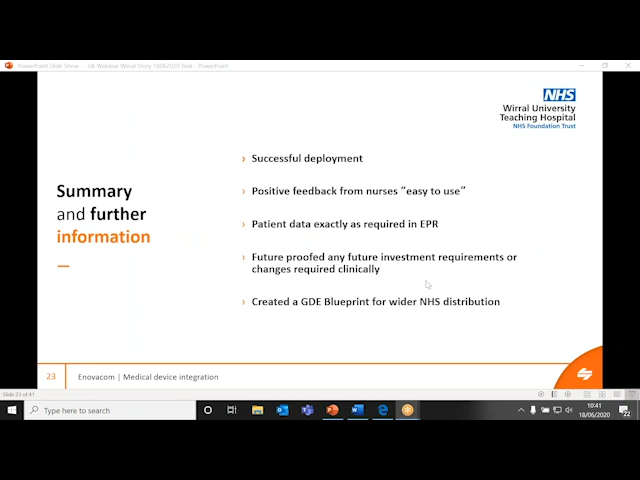 PowerPoint Slide Show - UK Webinar Wirral Story 18062020 final - PowerPoint
NHS
Wirral University
Teaching Hospital
NHS Foundation Trust
Summary
and further
information
› Successful deployment
› Positive feedback from nurses “easy to use”
› Patient data exactly as required in EPR
› Future proofed any future investment requirements or
changes required clinically
› Created a GDE Blueprint for wider NHS distribution
23
Enovacom | Medical device integration
Slide 23 of 41
Type here to search
10:41
18/06/2020
22